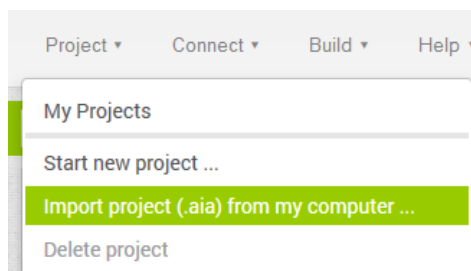 Project ▾ Connect ▾ Build ▾ Help
My Projects
Start new project ...
Import project (.aia) from my computer ...
Delete project